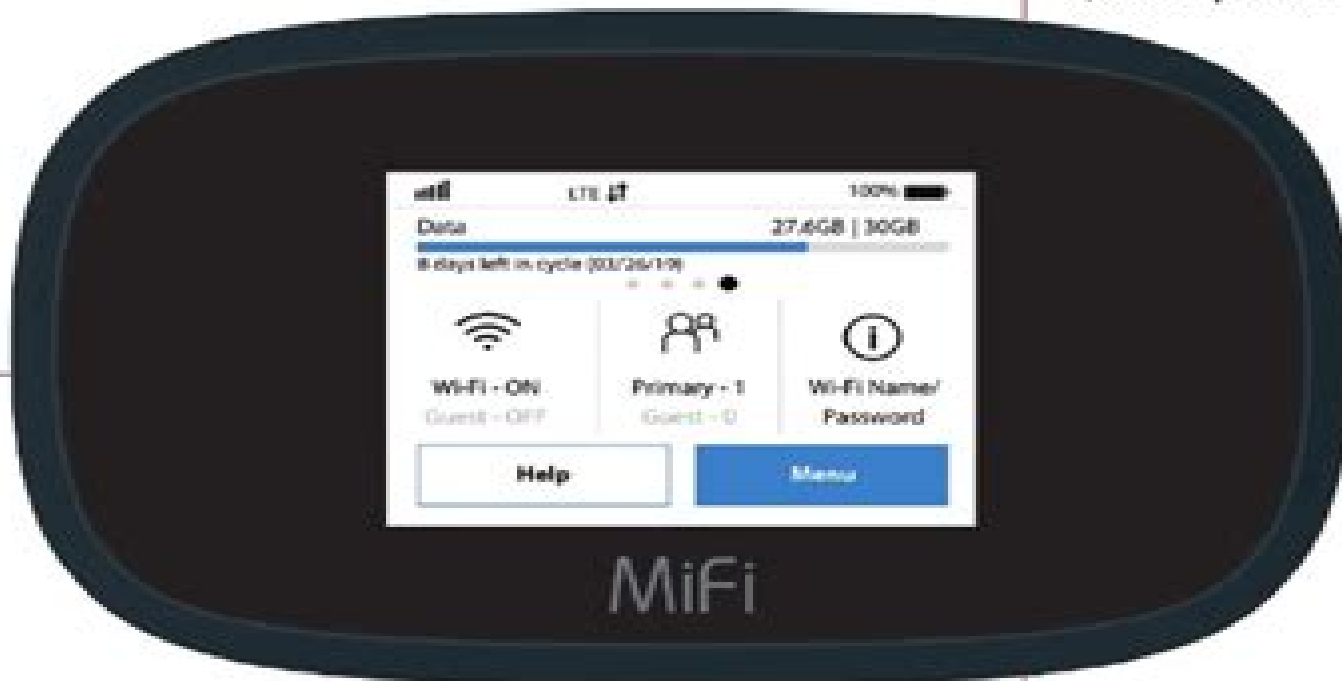 LTE 100%
Data 27.6GB | 30GB
8 days left in cycle (03/26/19)
Wi-Fi - ON Primary - 1 Wi-Fi Name/
Guest - OFF Guest - 0 Password
Help Menu
MiFi